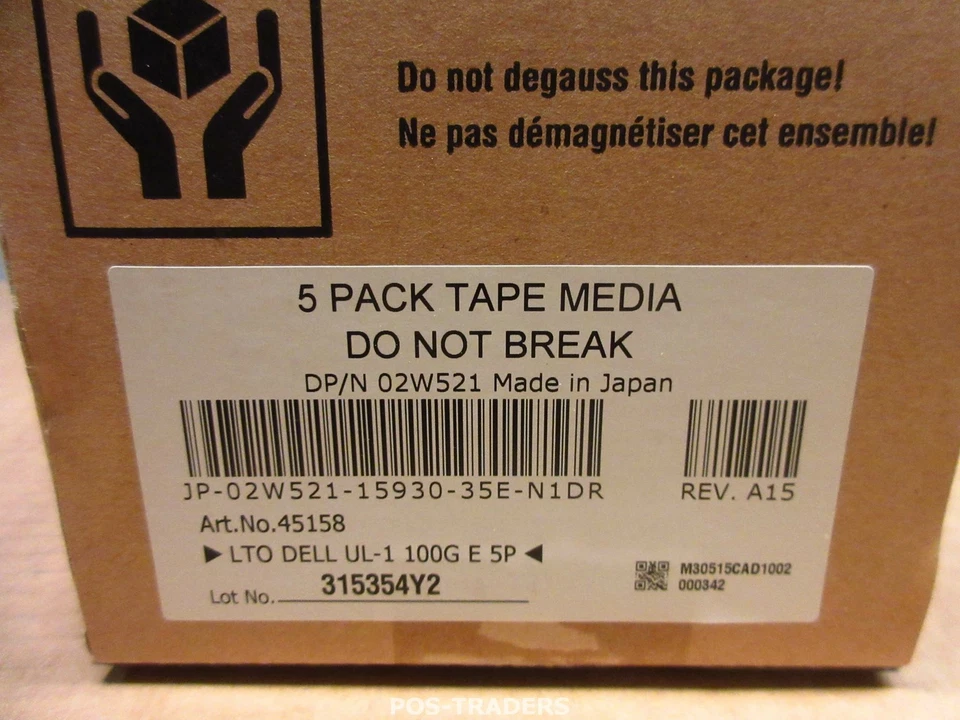 Do not degauss this package!
Ne pas démagnétiser cet ensemble!
5 PACK TAPE MEDIA
DO NOT BREAK
DP/N 02W521 Made in Japan
JP-02W521-15930-35E-N1DR
REV. A15
Art.No.45158
▶ LTO DELL UL-1 100G E 5P ◀
Lot No. 315354Y2
M30515CAD1002
000342
POS-TRADERS